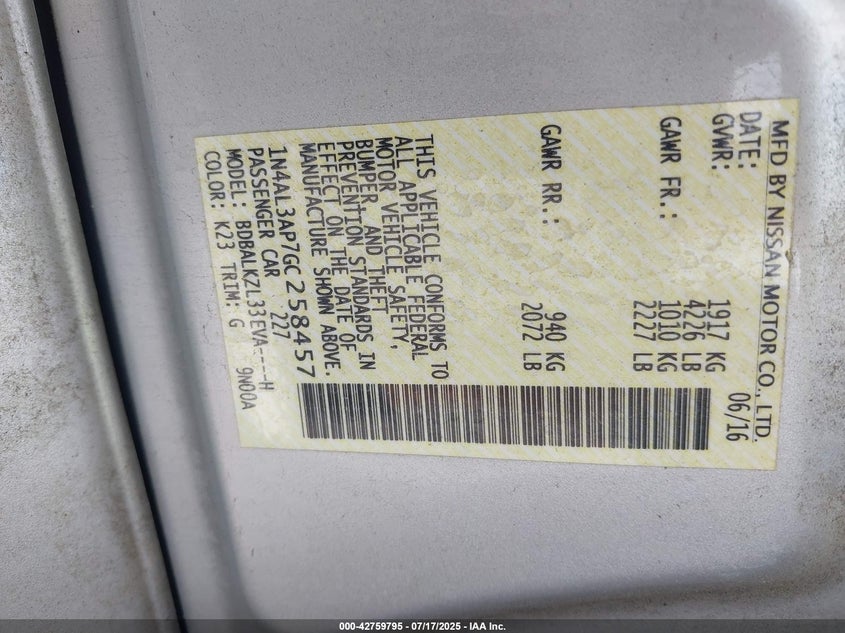 MFD BY NISSAN MOTOR CO., LTD.
DATE: 06/16
GVWR: 1917 KG
4226 LB
GAWR FR.: 1010 KG
2227 LB
GAWR RR.: 940 KG
2072 LB
THIS VEHICLE CONFORMS TO
ALL APPLICABLE FEDERAL
MOTOR VEHICLE SAFETY,
BUMPER, AND THEFT
PREVENTION STANDARDS IN
EFFECT ON THE DATE OF
MANUFACTURE SHOWN ABOVE.
1N4AL3AP7GC258457
PASSENGER CAR 227
MODEL: BDBALKZL33EVA----H
COLOR: K23 TRIM: G 9N00A
000-42759795 - 07/17/2025 - IAA Inc.